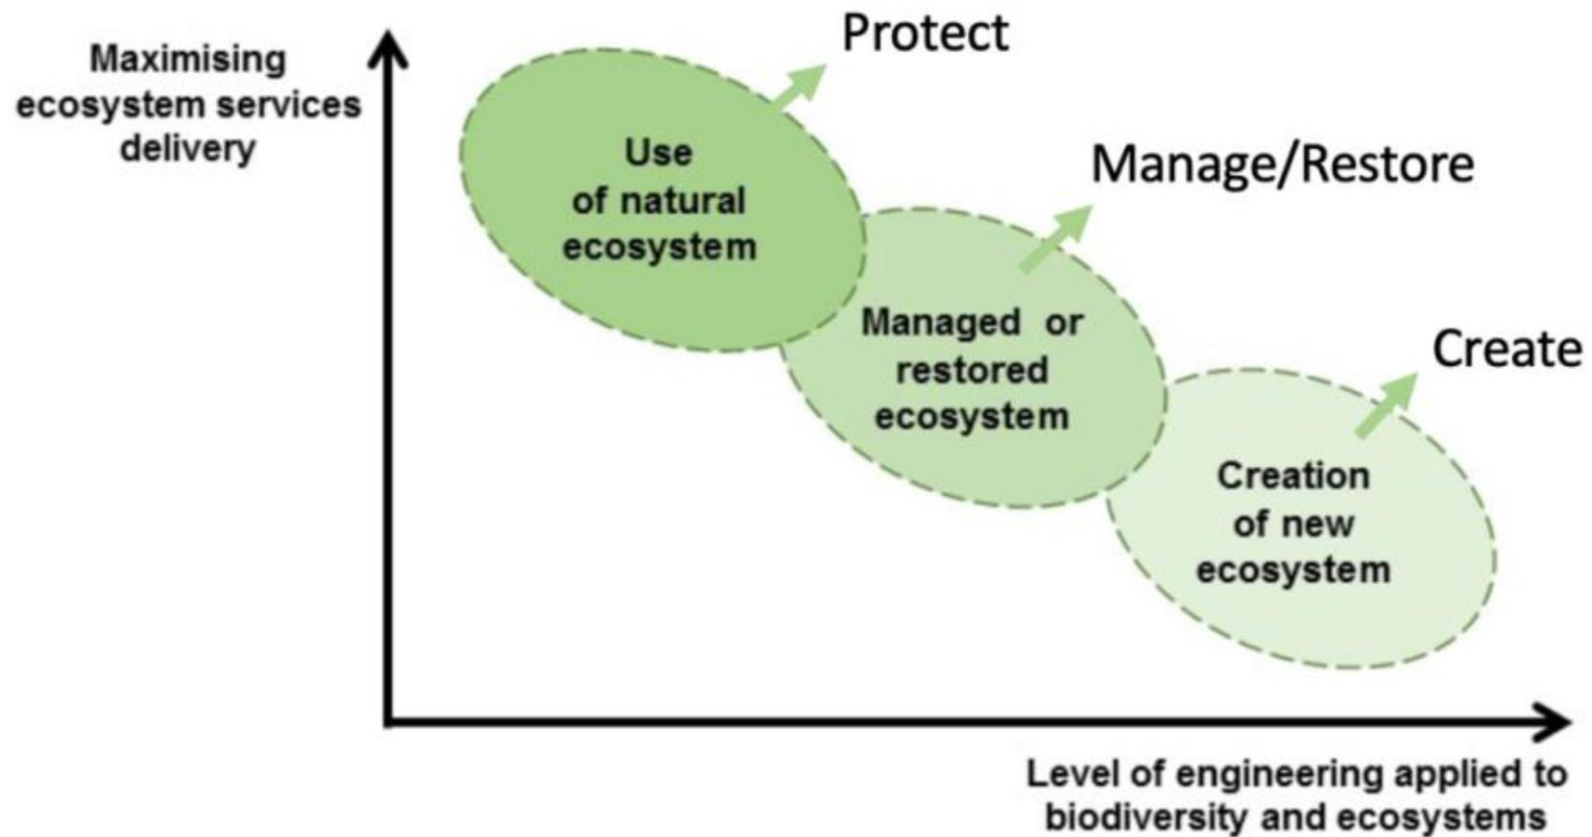 Maximising
ecosystem services
delivery
Protect
Use
of natural
ecosystem
Manage/Restore
Managed or
restored
ecosystem
Create
Creation
of new
ecosystem
Level of engineering applied to
biodiversity and ecosystems